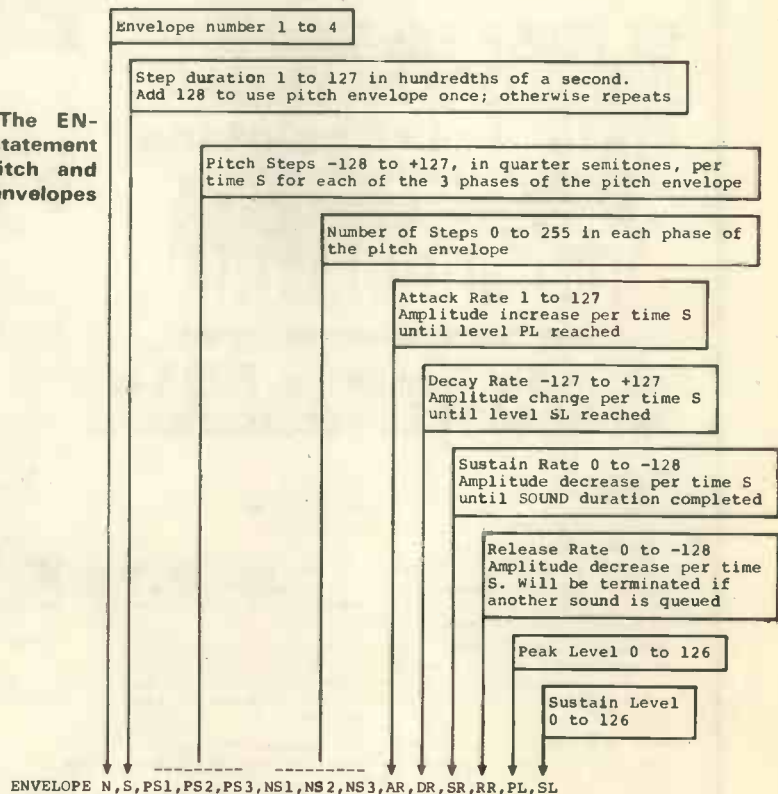 Envelope number 1 to 4
Step duration 1 to 127 in hundredths of a second.
Add 128 to use pitch envelope once; otherwise repeats
The EN-
tatement
itch and
envelopes
Pitch Steps -128 to +127, in quarter semitones, per
time S for each of the 3 phases of the pitch envelope
Number of Steps 0 to 255 in each phase of
the pitch envelope
Attack Rate 1 to 127
Amplitude increase per time S
until level PL reached
Decay Rate -127 to +127
Amplitude change per time S
until level SL reached
Sustain Rate 0 to -128
Amplitude decrease per time S
until SOUND duration completed
Release Rate 0 to -128
Amplitude decrease per time
S. Will be terminated if
another sound is queued
Peak Level 0 to 126
Sustain Level
0 to 126
ENVELOPE N,S,PS1,PS2,PS3,NS1,NS2,NS3,AR,DR,SR,RR,PL,SL